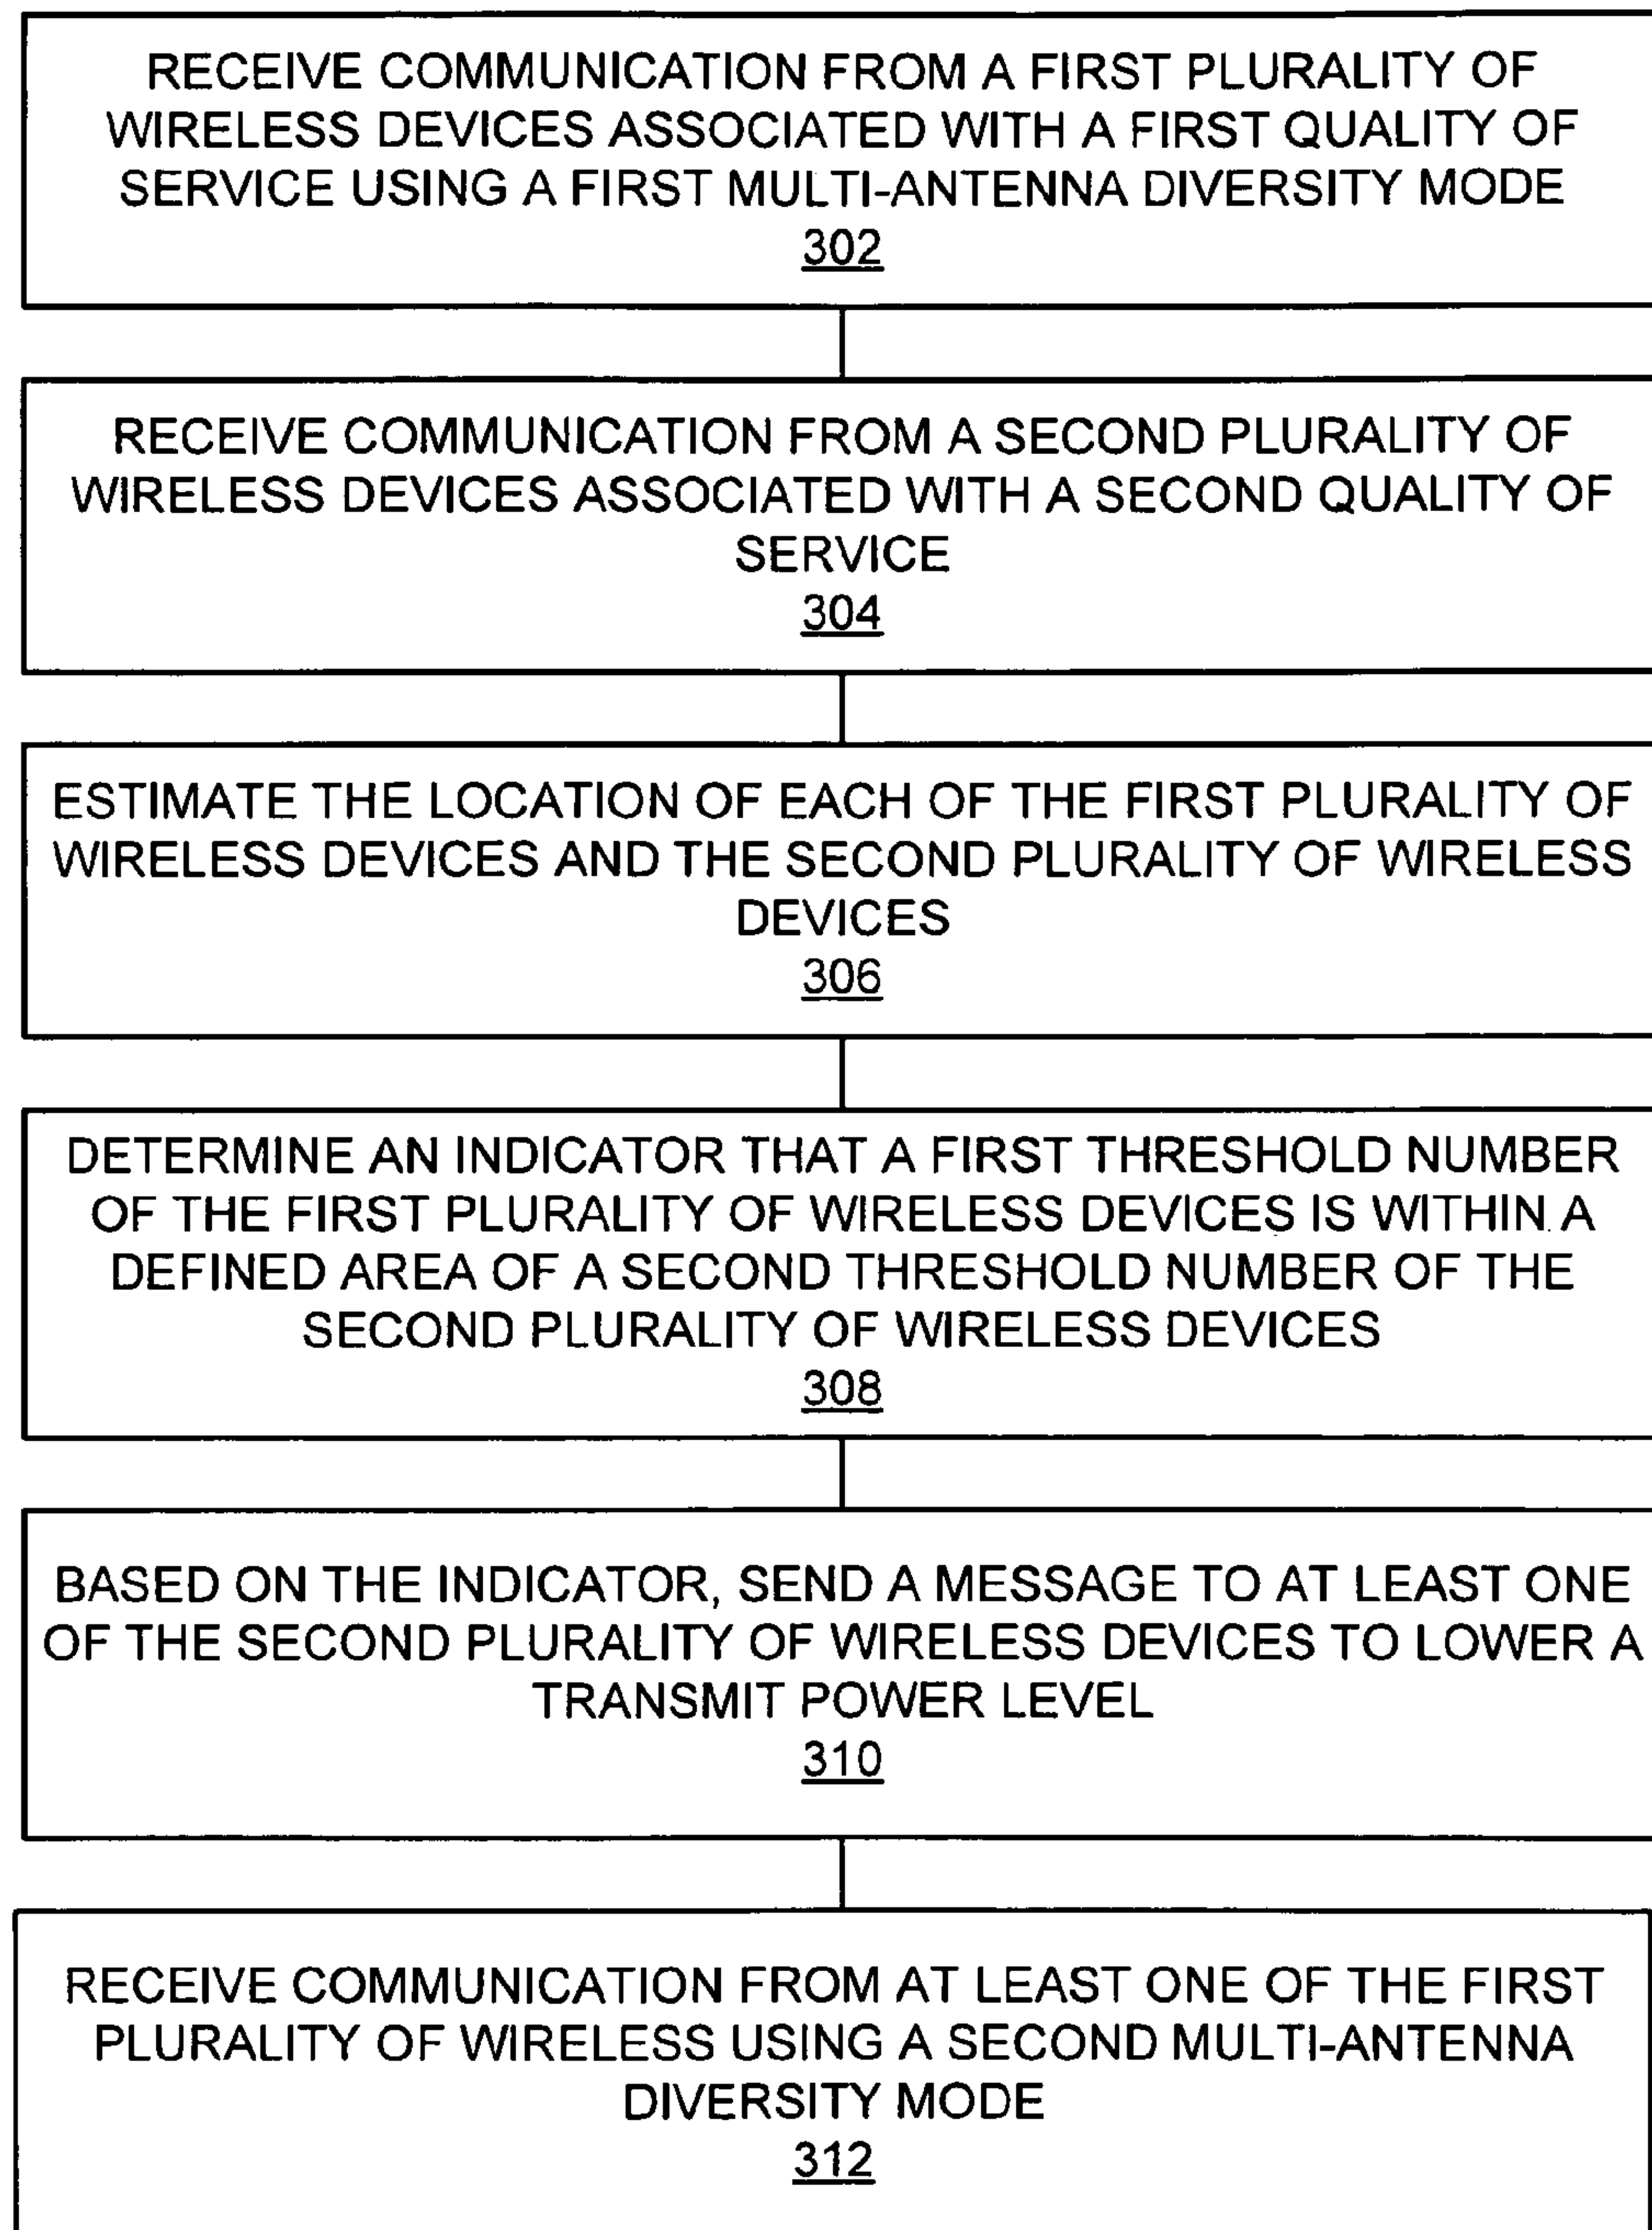 RECEIVE COMMUNICATION FROM A FIRST PLURALITY OF
WIRELESS DEVICES ASSOCIATED WITH A FIRST QUALITY OF
SERVICE USING A FIRST MULTI-ANTENNA DIVERSITY MODE
302
RECEIVE COMMUNICATION FROM A SECOND PLURALITY OF
WIRELESS DEVICES ASSOCIATED WITH A SECOND QUALITY OF
SERVICE
304
ESTIMATE THE LOCATION OF EACH OF THE FIRST PLURALITY OF
WIRELESS DEVICES AND THE SECOND PLURALITY OF WIRELESS
DEVICES
306
DETERMINE AN INDICATOR THAT A FIRST THRESHOLD NUMBER
OF THE FIRST PLURALITY OF WIRELESS DEVICES IS WITHIN A
DEFINED AREA OF A SECOND THRESHOLD NUMBER OF THE
SECOND PLURALITY OF WIRELESS DEVICES
308
BASED ON THE INDICATOR, SEND A MESSAGE TO AT LEAST ONE
OF THE SECOND PLURALITY OF WIRELESS DEVICES TO LOWER A
TRANSMIT POWER LEVEL
310
RECEIVE COMMUNICATION FROM AT LEAST ONE OF THE FIRST
PLURALITY OF WIRELESS USING A SECOND MULTI-ANTENNA
DIVERSITY MODE
312